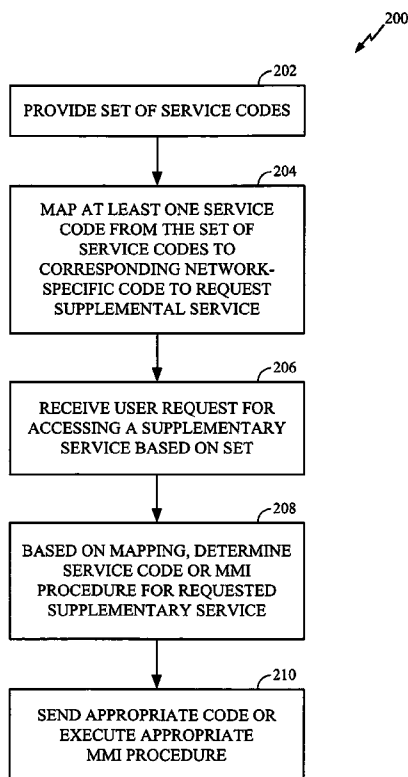 200
202
PROVIDE SET OF SERVICE CODES
204
MAP AT LEAST ONE SERVICE
CODE FROM THE SET OF
SERVICE CODES TO
CORRESPONDING NETWORK-
SPECIFIC CODE TO REQUEST
SUPPLEMENTAL SERVICE
206
RECEIVE USER REQUEST FOR
ACCESSING A SUPPLEMENTARY
SERVICE BASED ON SET
208
BASED ON MAPPING, DETERMINE
SERVICE CODE OR MMI
PROCEDURE FOR REQUESTED
SUPPLEMENTARY SERVICE
210
SEND APPROPRIATE CODE OR
EXECUTE APPROPRIATE
MMI PROCEDURE